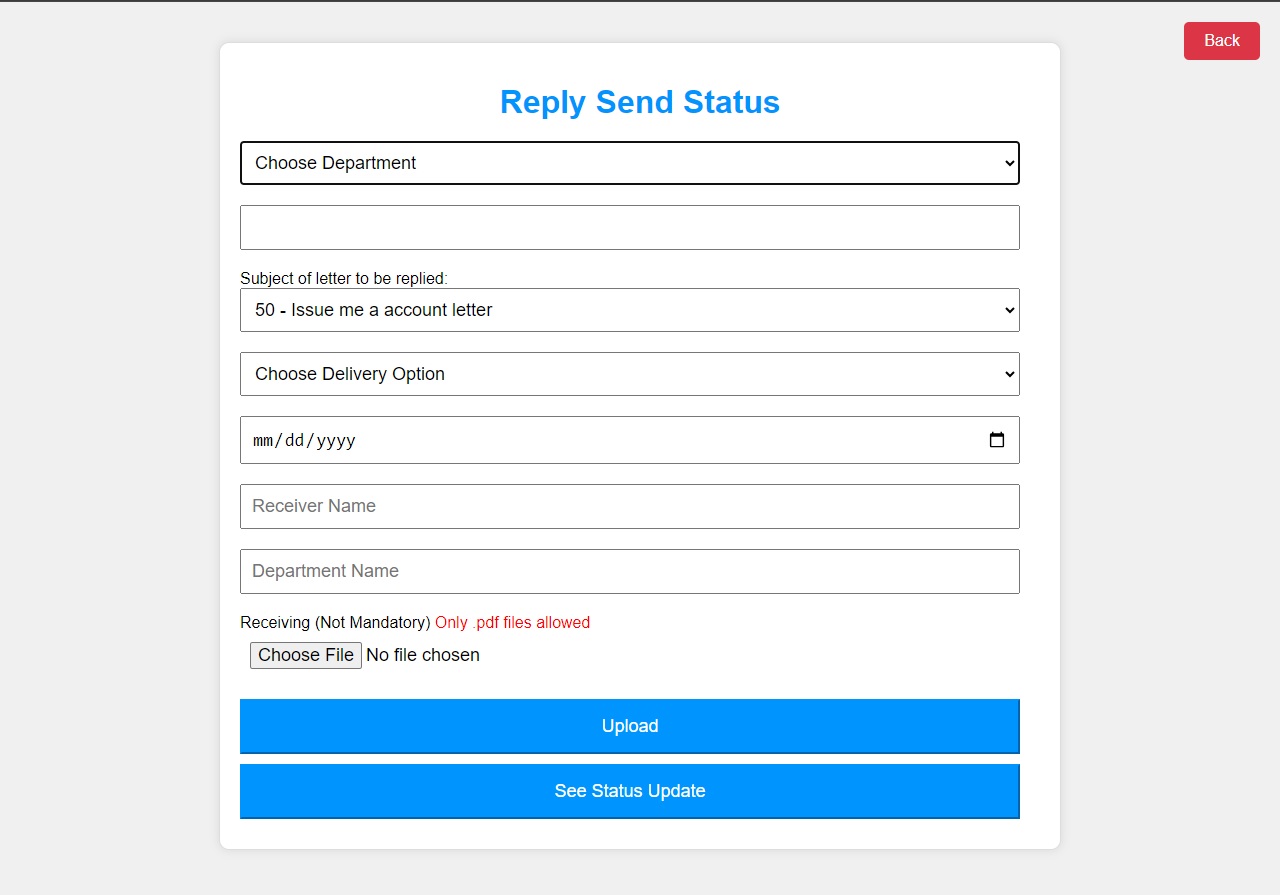 Back
Reply Send Status
Choose Department
Subject of letter to be replied:
50 - Issue me a account letter
Choose Delivery Option
mm/dd/yyyy
Receiver Name
Department Name
Receiving (Not Mandatory) Only .pdf files allowed
Choose File No file chosen
Upload
See Status Update